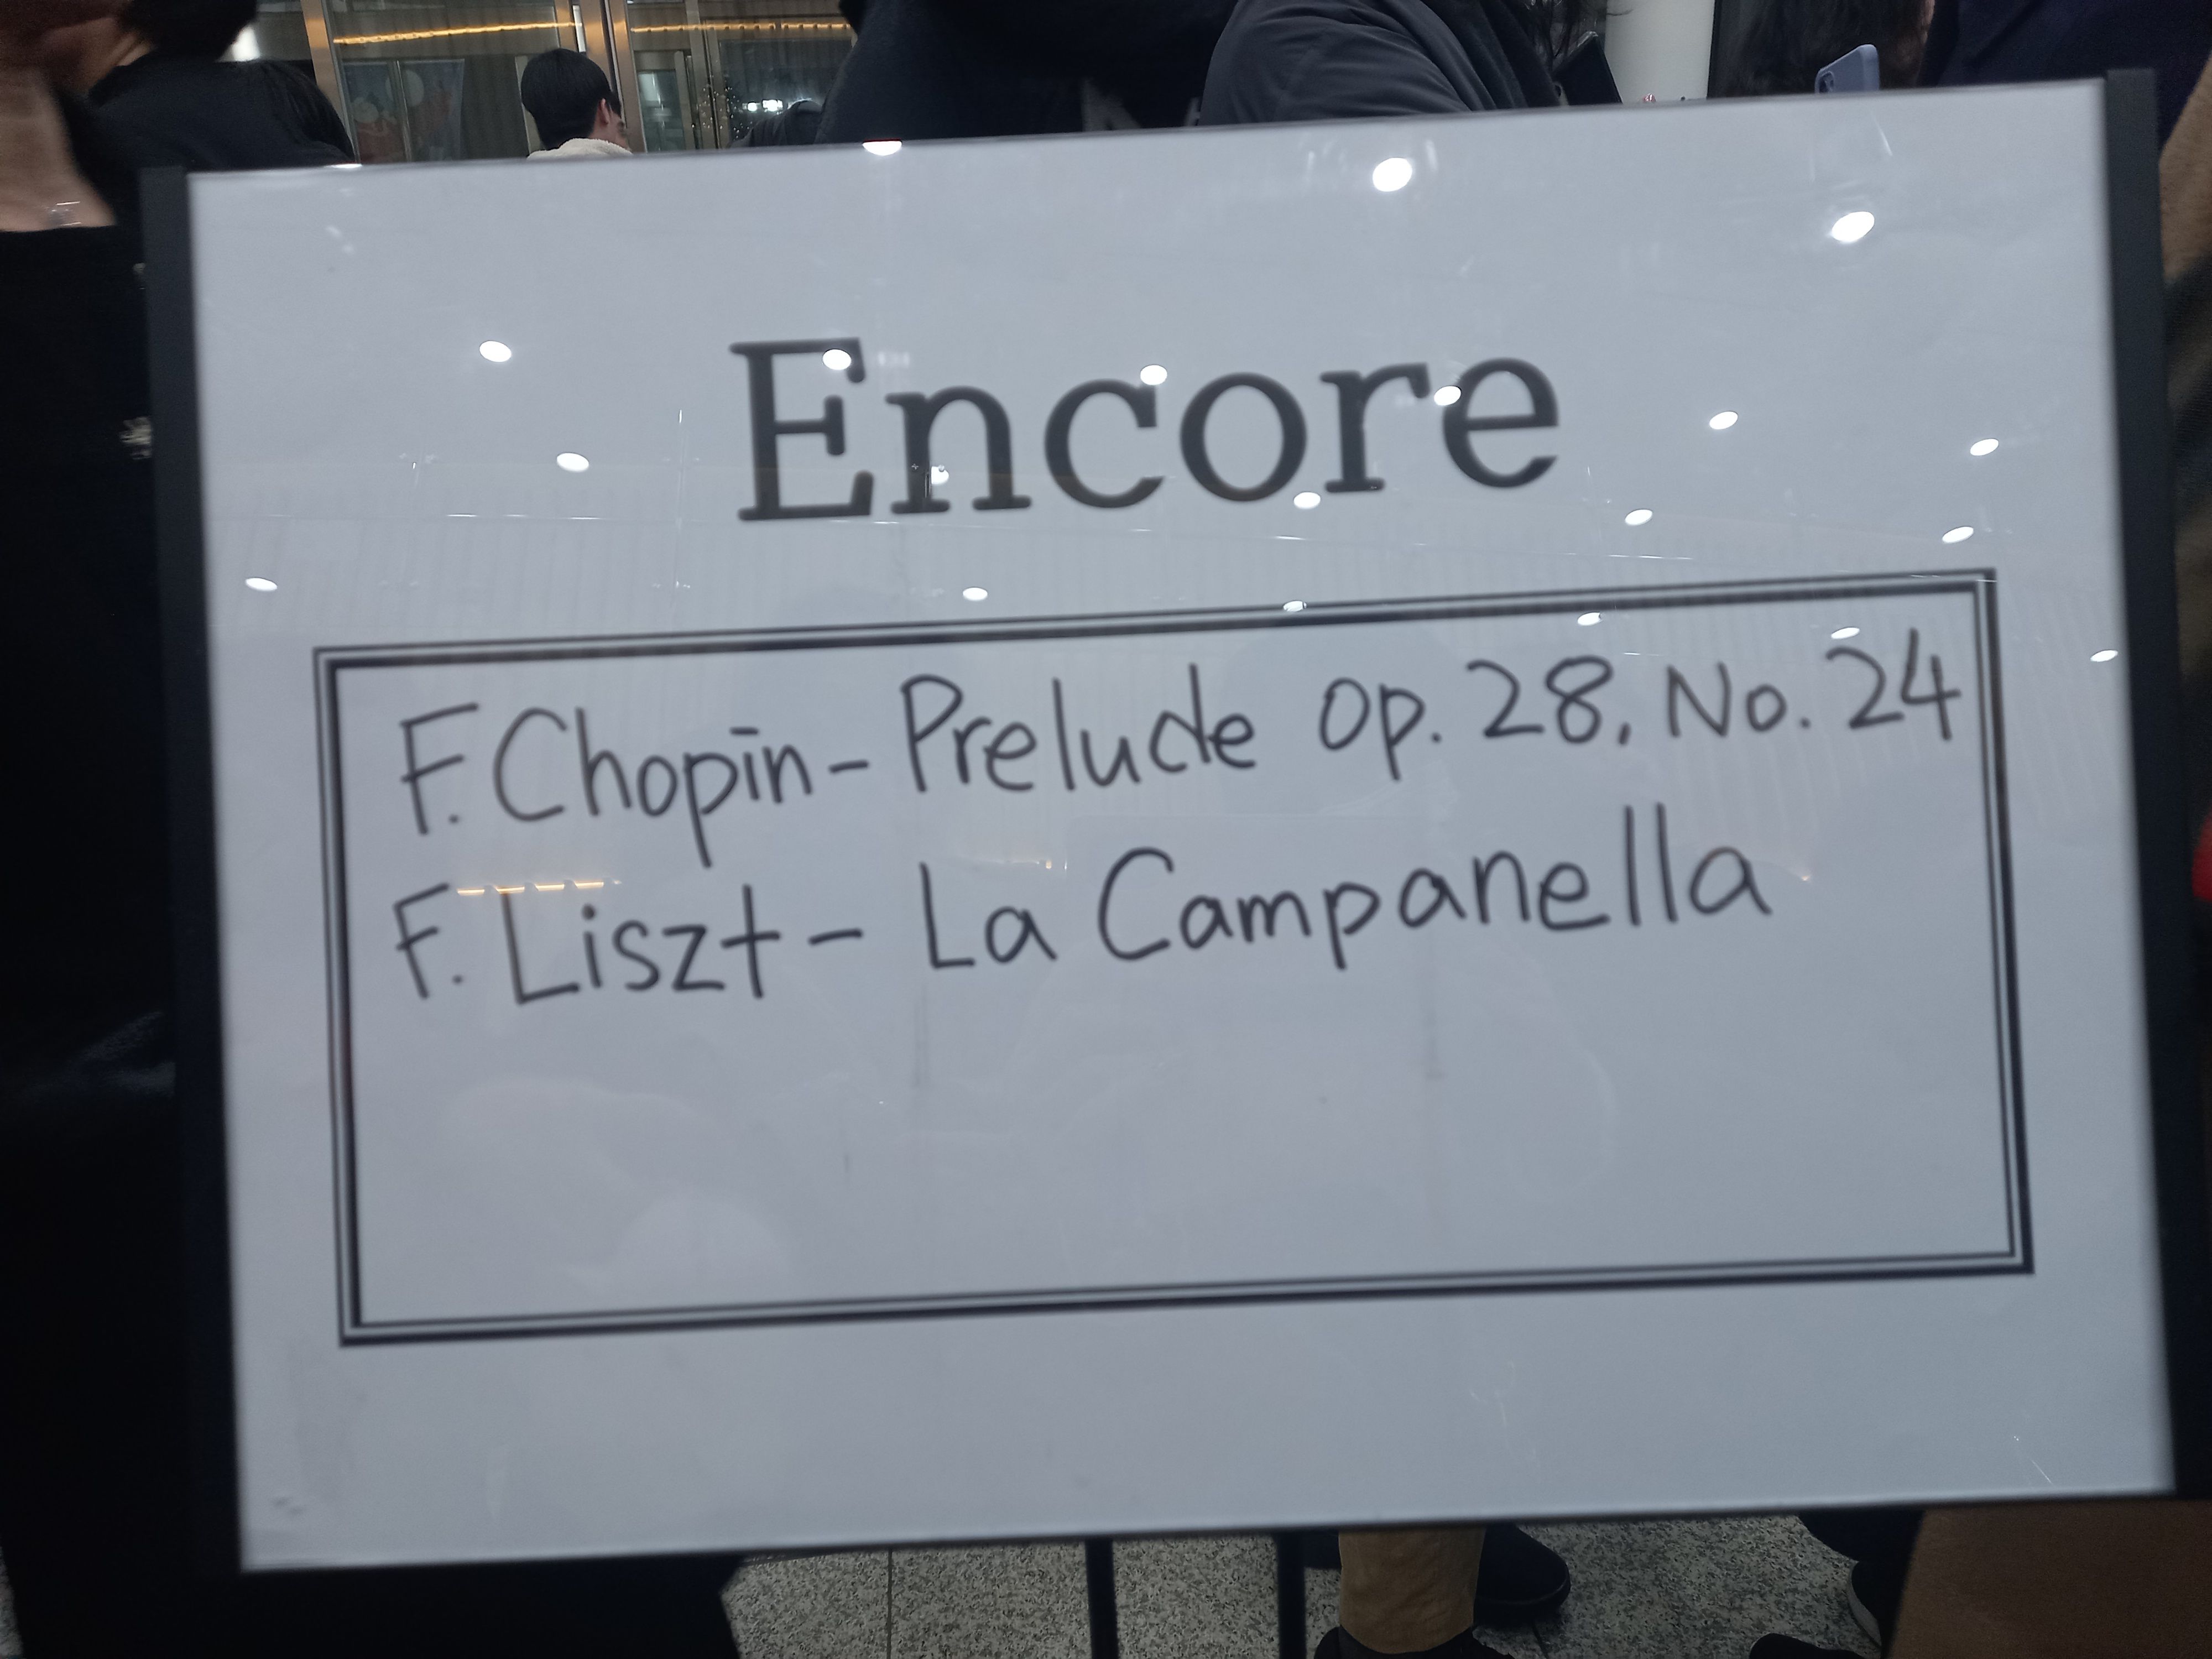 Encore
F. Chopin - Prelude Op. 28, No. 24
F. Liszt - La Campanella